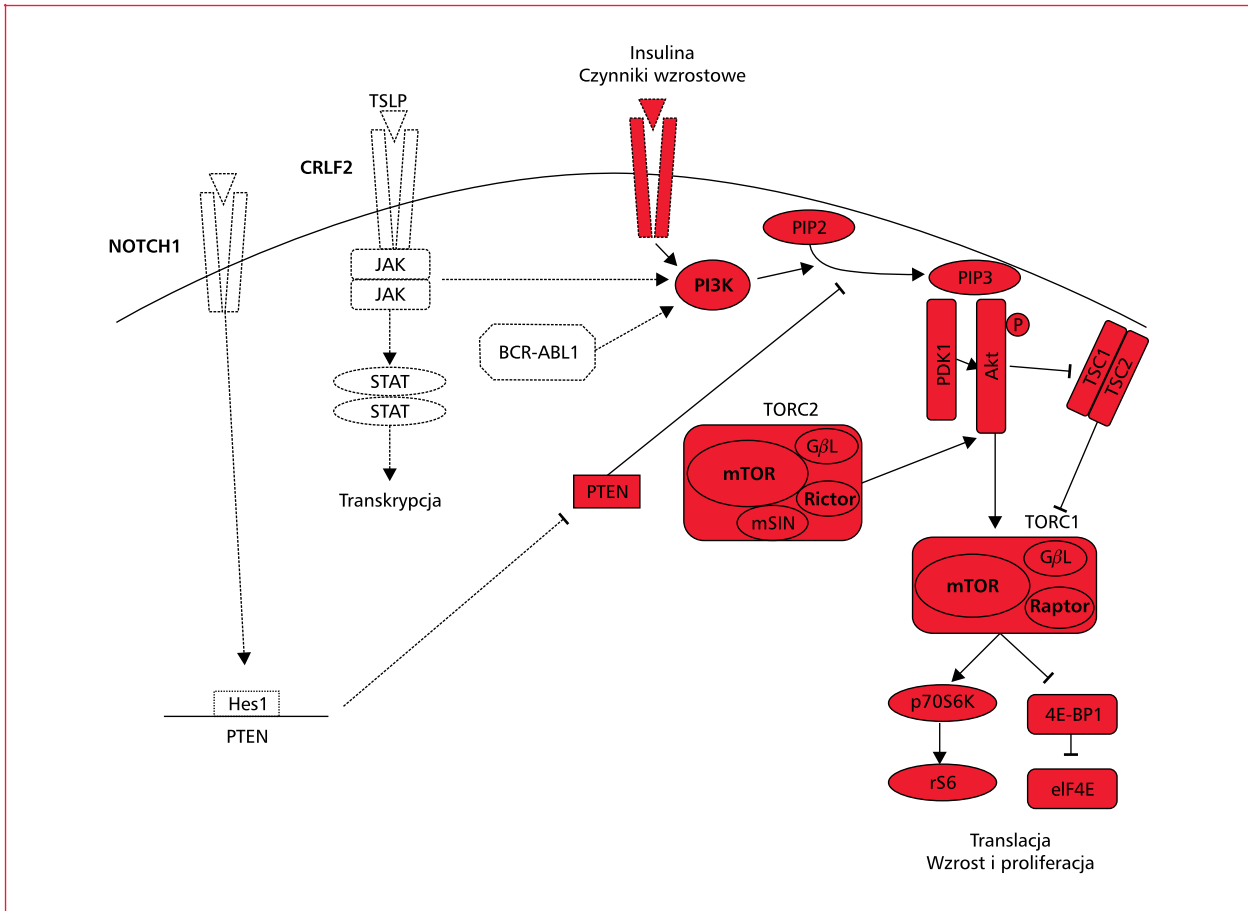 Insulina
Czynniki wzrostowe
TSLP
CRLF2
NOTCH1
JAK
JAK
STAT
STAT
Transkrypcja
BCR-ABL1
PI3K
PIP2
PIP3
PDK1
Akt
P
TSC1
TSC2
TORC2
mTOR
GβL
Rictor
mSIN
PTEN
TORC1
mTOR
GβL
Raptor
Hes1
PTEN
p70S6K
4E-BP1
rS6
eIF4E
Translacja
Wzrost i proliferacja